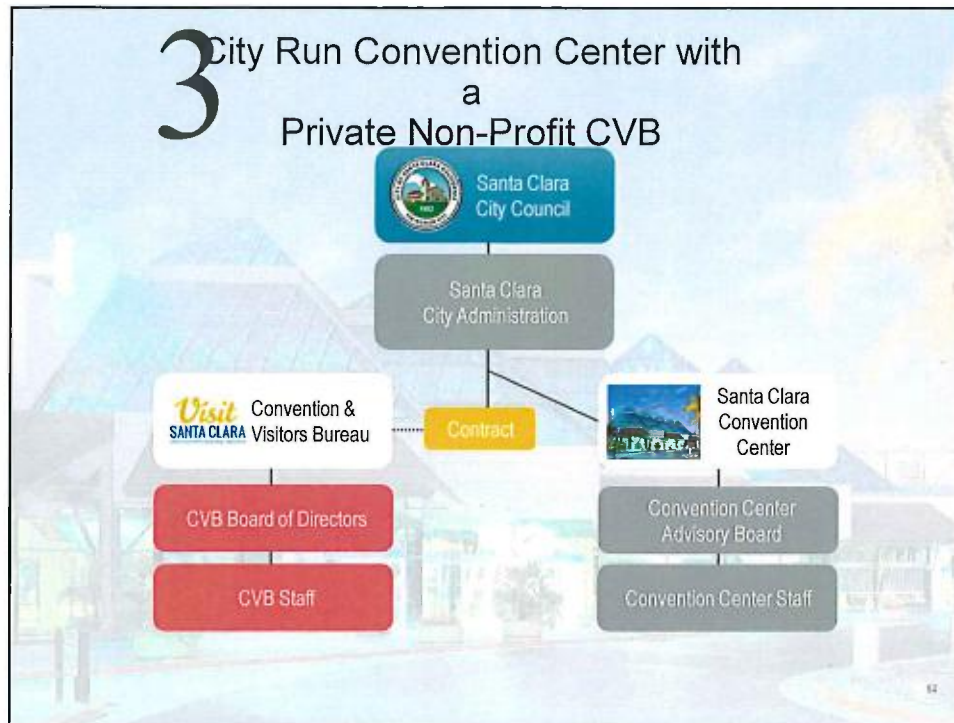 3
City Run Convention Center with
a
Private Non-Profit CVB
Santa Clara
City Council
Santa Clara
City Administration
Visit
SANTA CLARA
Convention &
Visitors Bureau
Contract
Santa Clara
Convention
Center
CVB Board of Directors
Convention Center
Advisory Board
CVB Staff
Convention Center Staff